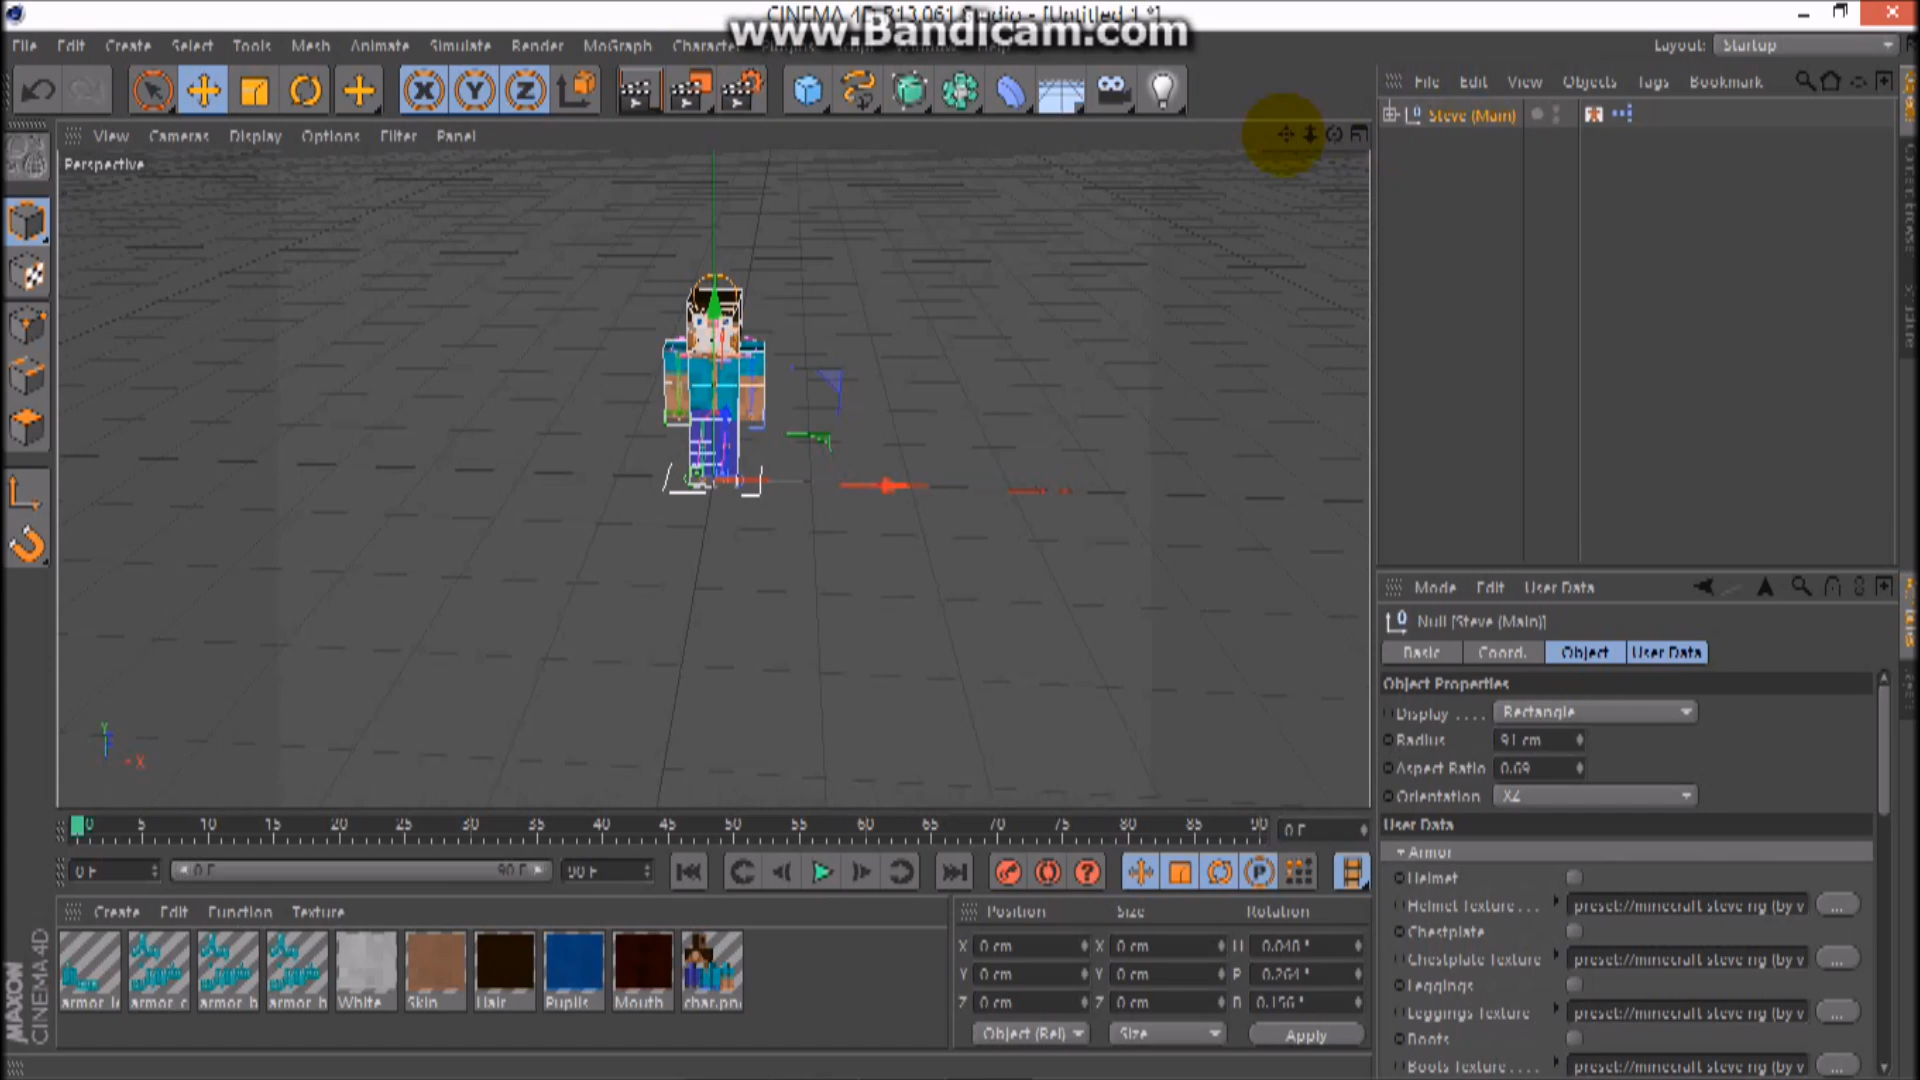 CINEMA 4D R13.061 Studio - [Untitled 1 *]
www.Bandicam.com
File Edit Create Select Tools Mesh Animate Simulate Render MoGraph Character
Layout: Startup
File Edit View Objects Tags Bookmark
Steve (Main)
View Cameras Display Options Filter Panel
Perspective
X Y Z
Y
X
Mode Edit User Data
Null [Steve (Main)]
Basic Coord. Object User Data
Object Properties
Display . . . . Rectangle
Radius 91 cm
Aspect Ratio 0.69
Orientation XZ
User Data
Armor
Helmet
Helmet Texture . . . preset://minecraft steve rig (by v ...
Chestplate
Chestplate Texture preset://minecraft steve rig (by v ...
Leggings
Leggings Texture preset://minecraft steve rig (by v ...
Boots
Boots Texture . . . . preset://minecraft steve rig (by v ...
0 5 10 15 20 25 30 35 40 45 50 55 60 65 70 75 80 85 90 0 F
0 F 0 F 90 F 90 F
Create Edit Function Texture
armor_l armor_c armor_b armor_h White Skin Hair Pupils Mouth char.pn
Position Size Rotation
X 0 cm X 0 cm H -0.048 °
Y 0 cm Y 0 cm P -0.264 °
Z 0 cm Z 0 cm B 0.156 °
Object (Rel) Size Apply
MAXON
CINEMA4D